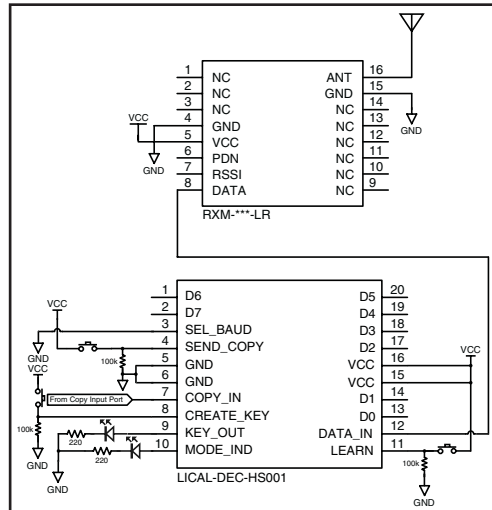 1 NC ANT 16
2 NC GND 15
3 NC NC 14
4 GND NC 13
5 VCC NC 12
6 PDN NC 11
7 RSSI NC 10
8 DATA NC 9
VCC
GND
GND
RXM-***-LR
1 D6 D5 20
2 D7 D4 19
3 SEL_BAUD D3 18
4 SEND_COPY D2 17
5 GND VCC 16
6 GND VCC 15
7 COPY_IN D1 14
8 CREATE_KEY D0 13
9 KEY_OUT DATA_IN 12
10 MODE_IND LEARN 11
VCC
VCC
GND
100k
GND
VCC
From Copy Input Port
100k
GND
220
220
GND
100k
GND
LICAL-DEC-HS001